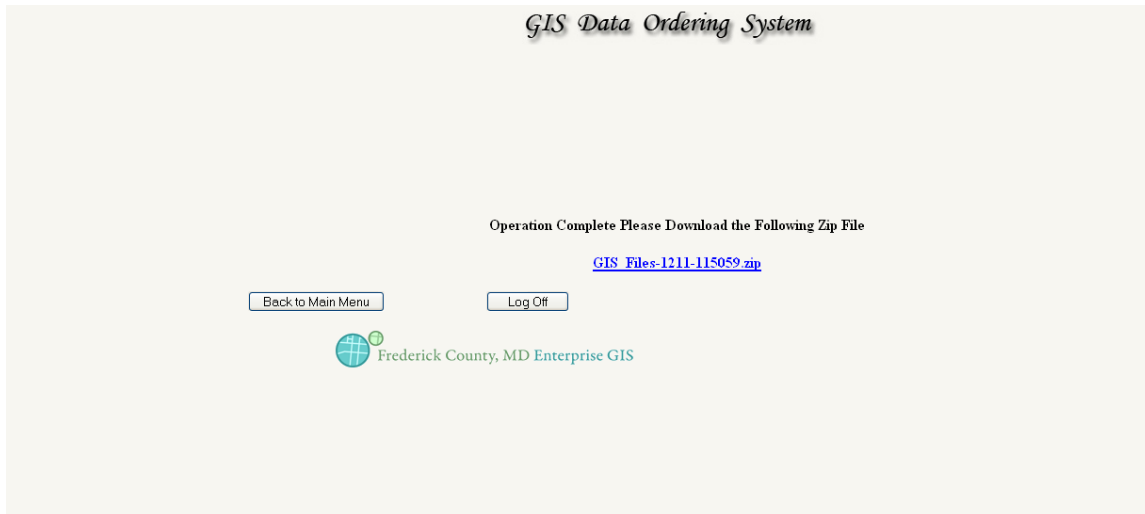 GIS Data Ordering System
Operation Complete Please Download the Following Zip File
GIS_Files-1211-115059.zip
Back to Main Menu
Log Off
Frederick County, MD Enterprise GIS